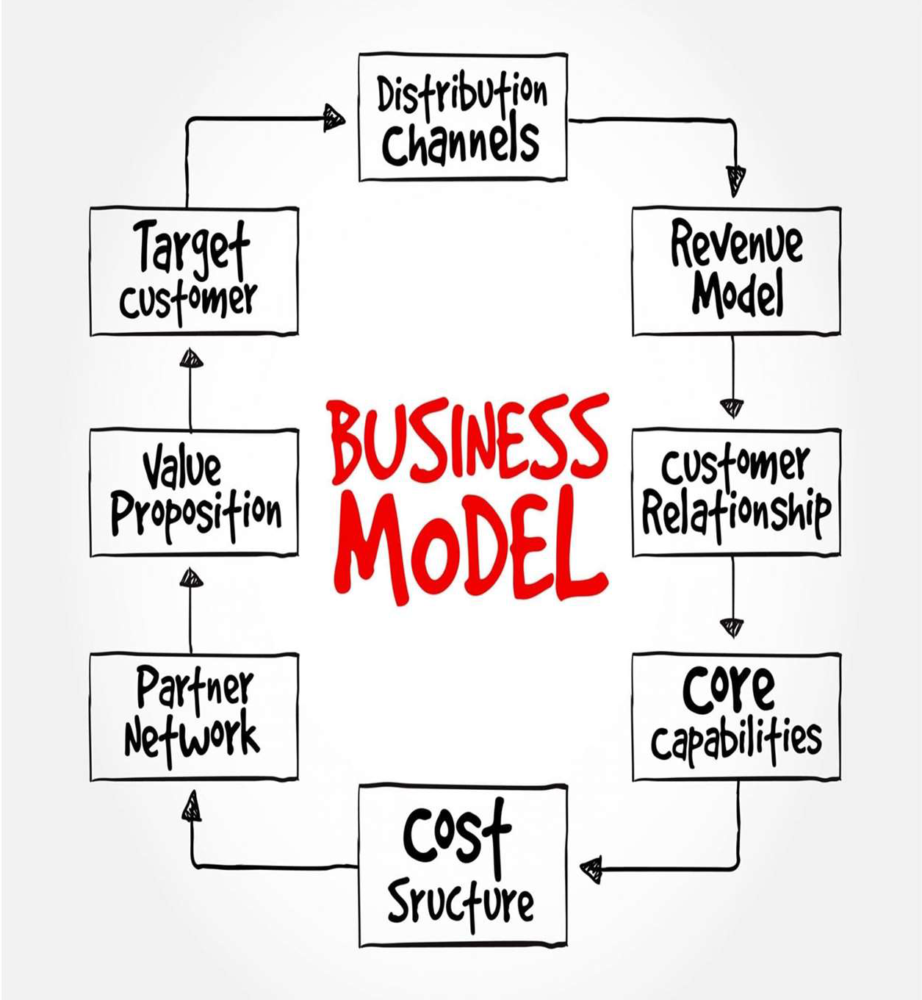 Distribution
Channels
Target
customer
Revenue
Model
BUSINESS
MODEL
Value
Proposition
customer
Relationship
Partner
Network
core
capabilities
cost
Sructure